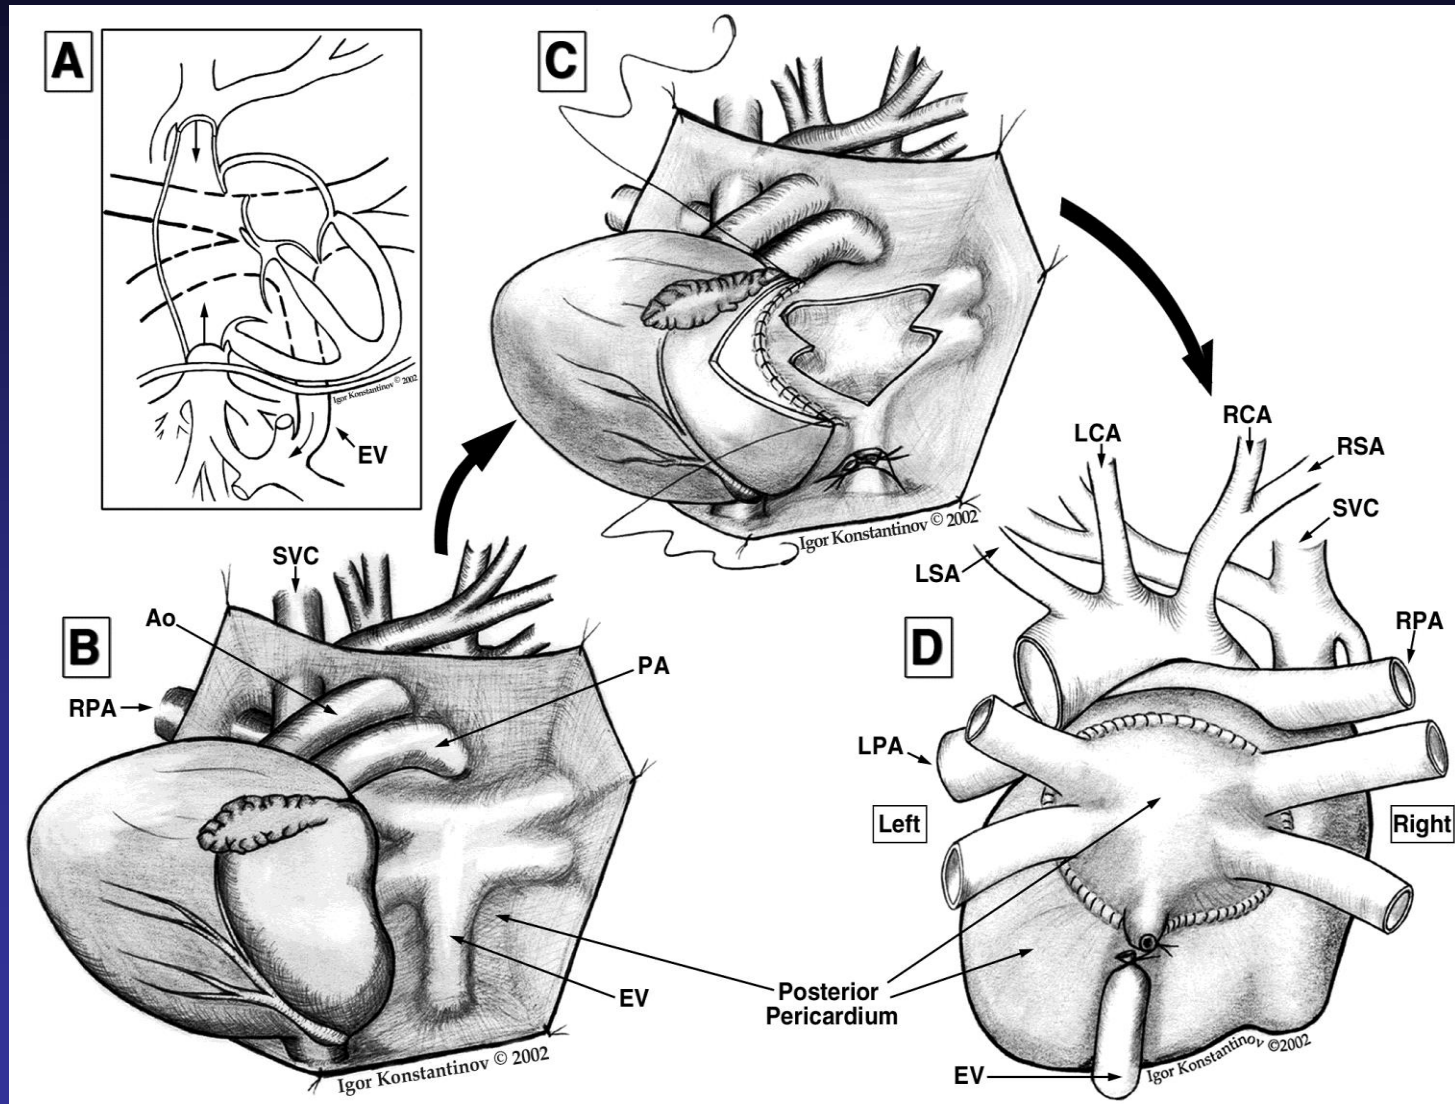 A
Igor Konstantinov © 2002
EV
C
Igor Konstantinov © 2002
B
SVC
Ao
RPA
PA
EV
Igor Konstantinov © 2002
Posterior
Pericardium
D
LCA
RCA
RSA
SVC
LSA
RPA
LPA
Left
Right
EV
Igor Konstantinov ©2002